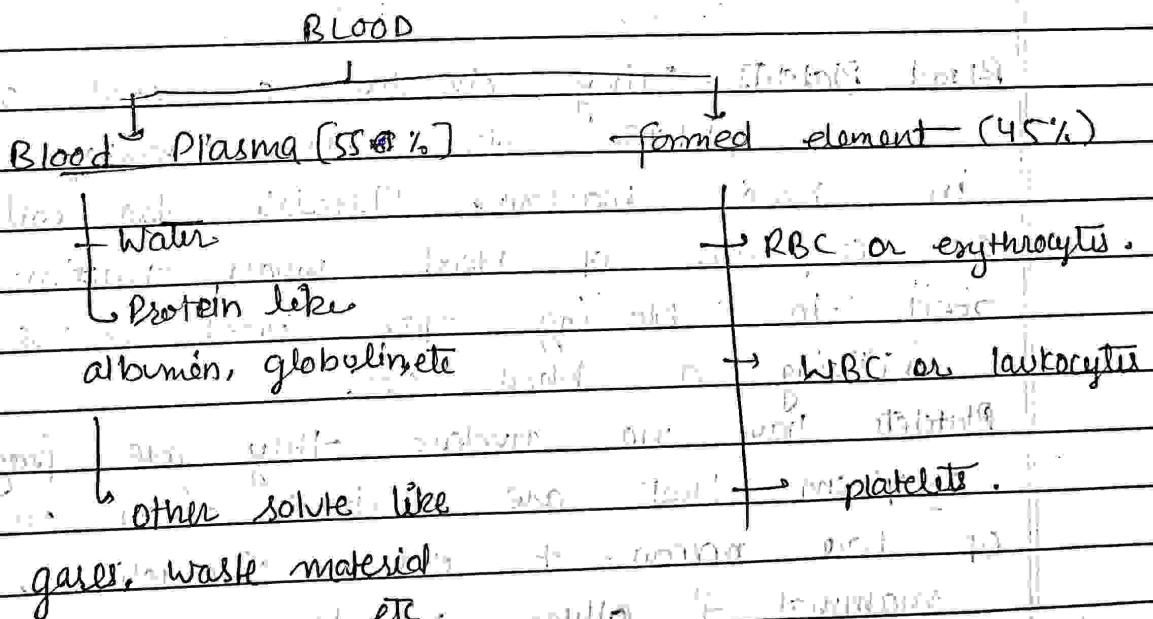 BLOOD
Blood Plasma [55 %] formed element (45%)
Water RBC or erythrocytes.
Protein like
albumin, globulin, etc WBC or laukocytes
other solute like platelets.
gases, waste material
etc.